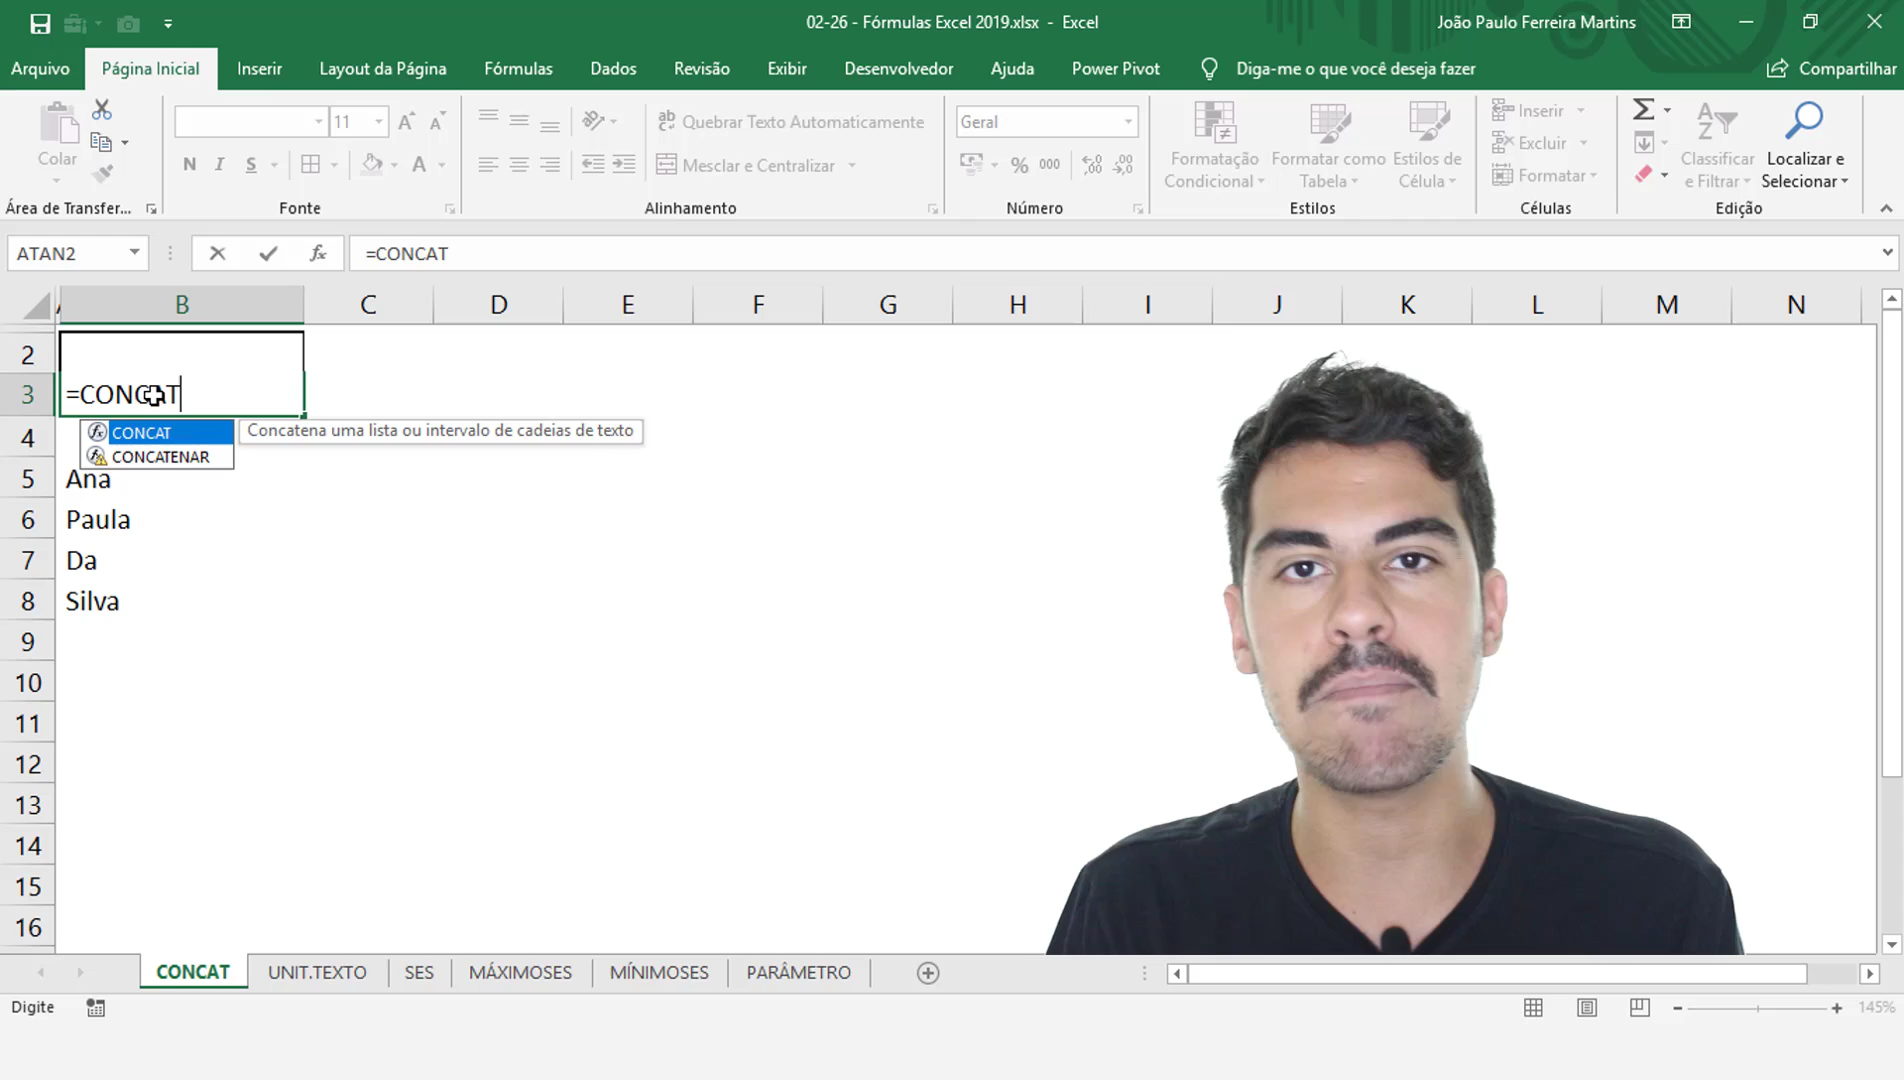 02-26 - Fórmulas Excel 2019.xlsx - Excel
João Paulo Ferreira Martins
Arquivo Página Inicial Inserir Layout da Página Fórmulas Dados Revisão Exibir Desenvolvedor Ajuda Power Pivot Diga-me o que você deseja fazer Compartilhar
Colar
Área de Transfer...
11
N I S A
Fonte
Quebrar Texto Automaticamente
Mesclar e Centralizar
Alinhamento
Geral
% 000
Número
Formatação Condicional
Formatar como Tabela
Estilos de Célula
Estilos
Inserir
Excluir
Formatar
Células
Classificar e Filtrar
Localizar e Selecionar
Edição
ATAN2 fx =CONCAT
B C D E F G H I J K L M N
2
3 =CONCAT
CONCAT Concatena uma lista ou intervalo de cadeias de texto
4
CONCATENAR
5 Ana
6 Paula
7 Da
8 Silva
9
10
11
12
13
14
15
16
CONCAT UNIT.TEXTO SES MÁXIMOSES MÍNIMOSES PARÂMETRO
Digite 145%